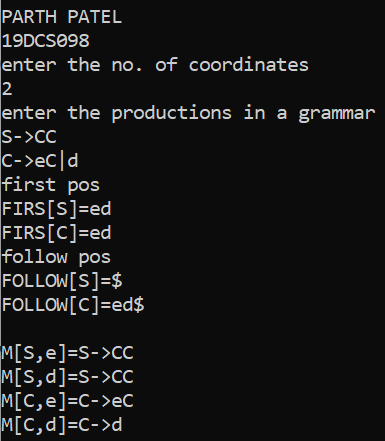 PARTH PATEL
19DCS098
enter the no. of coordinates
2
enter the productions in a grammar
S->CC
C->eC|d
first pos
FIRS[S]=ed
FIRS[C]=ed
follow pos
FOLLOW[S]=$
FOLLOW[C]=ed$
M[S,e]=S->CC
M[S,d]=S->CC
M[C,e]=C->eC
M[C,d]=C->d